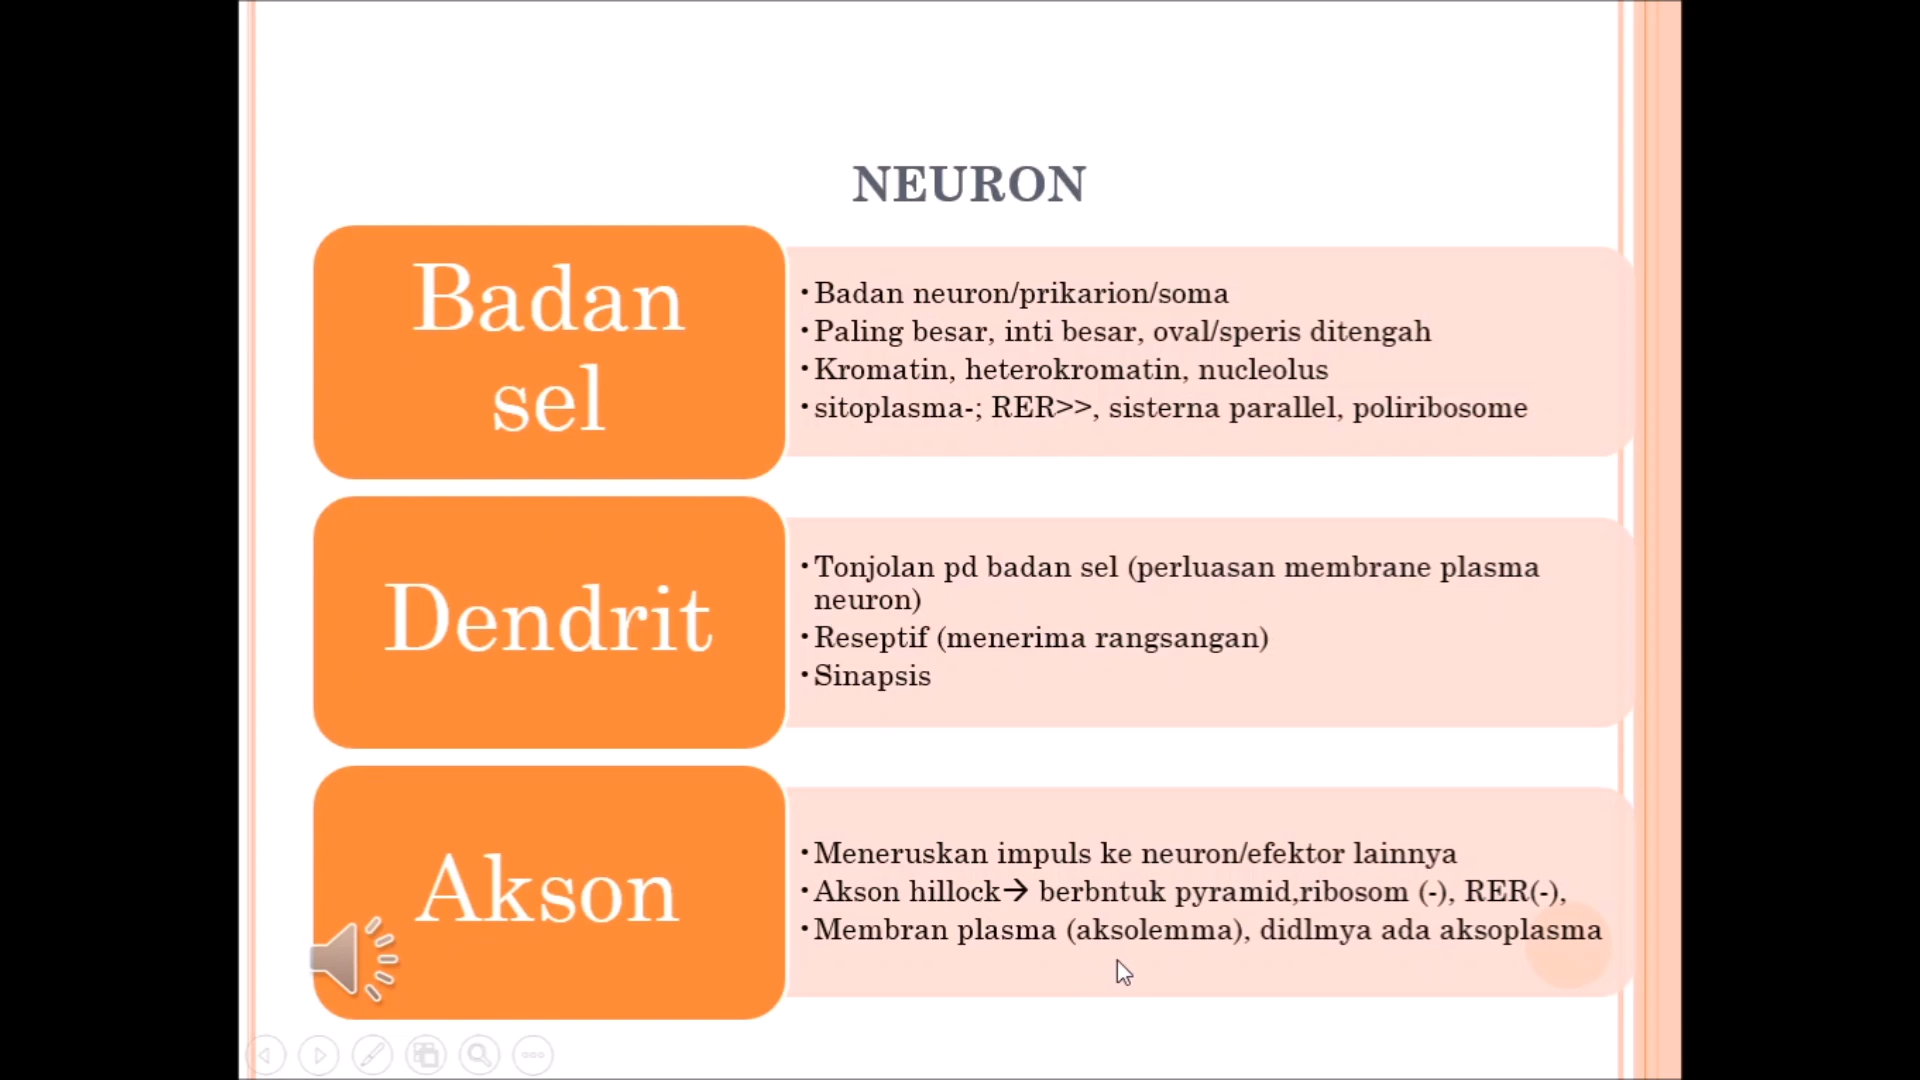 NEURON
Badan
sel
•Badan neuron/prikarion/soma
•Paling besar, inti besar, oval/speris ditengah
•Kromatin, heterokromatin, nucleolus
•sitoplasma-; RER>>, sisterna parallel, poliribosome
Dendrit
•Tonjolan pd badan sel (perluasan membrane plasma
neuron)
•Reseptif (menerima rangsangan)
•Sinapsis
Akson
•Meneruskan impuls ke neuron/efektor lainnya
•Akson hillock→ berbntuk pyramid,ribosom (-), RER(-),
•Membran plasma (aksolemma), didlmya ada aksoplasma